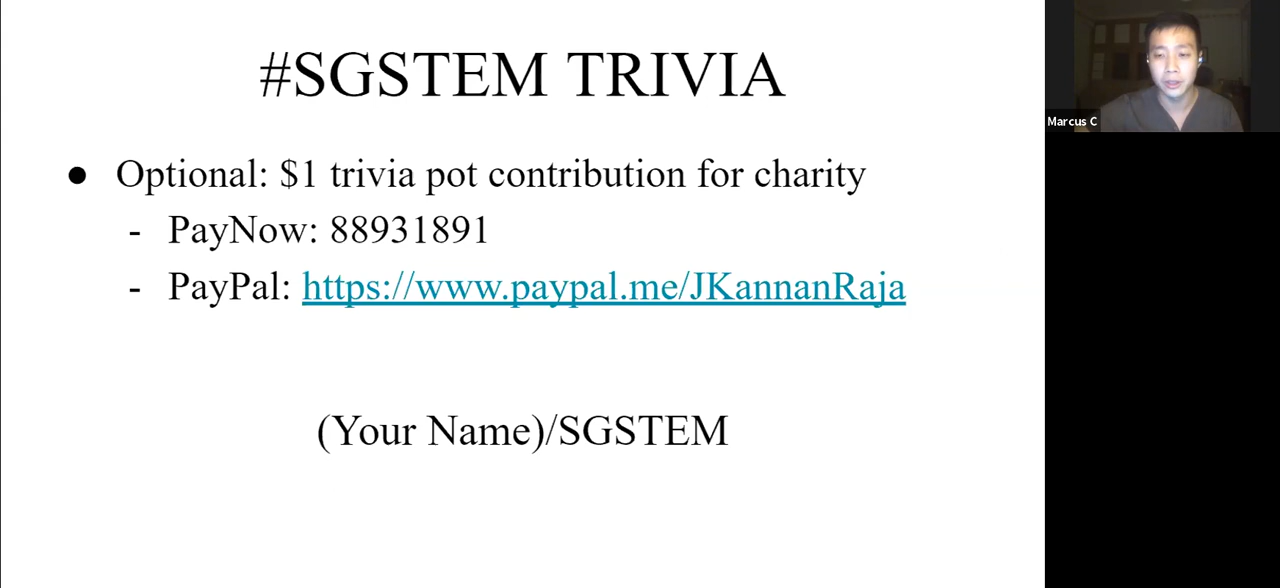 #SGSTEM TRIVIA
● Optional: $1 trivia pot contribution for charity
- PayNow: 88931891
- PayPal: https://www.paypal.me/JKannanRaja
(Your Name)/SGSTEM
Marcus C